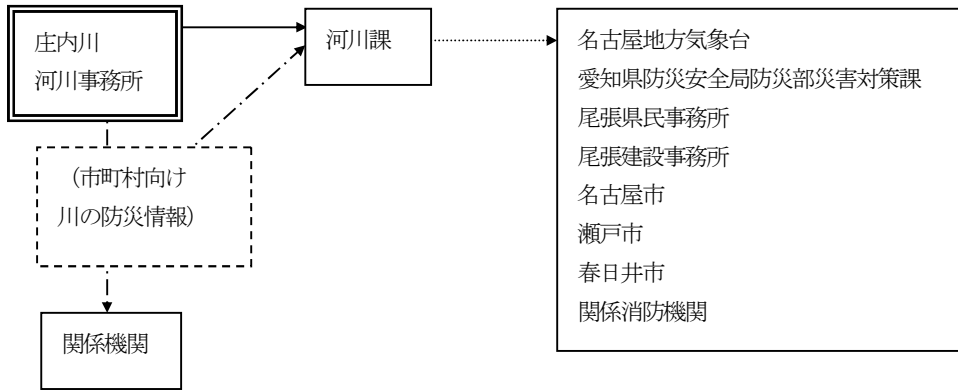 庄内川
河川事務所
河川課
(市町村向け
川の防災情報)
関係機関
名古屋地方気象台
愛知県防災安全局防災部災害対策課
尾張県民事務所
尾張建設事務所
名古屋市
瀬戸市
春日井市
関係消防機関